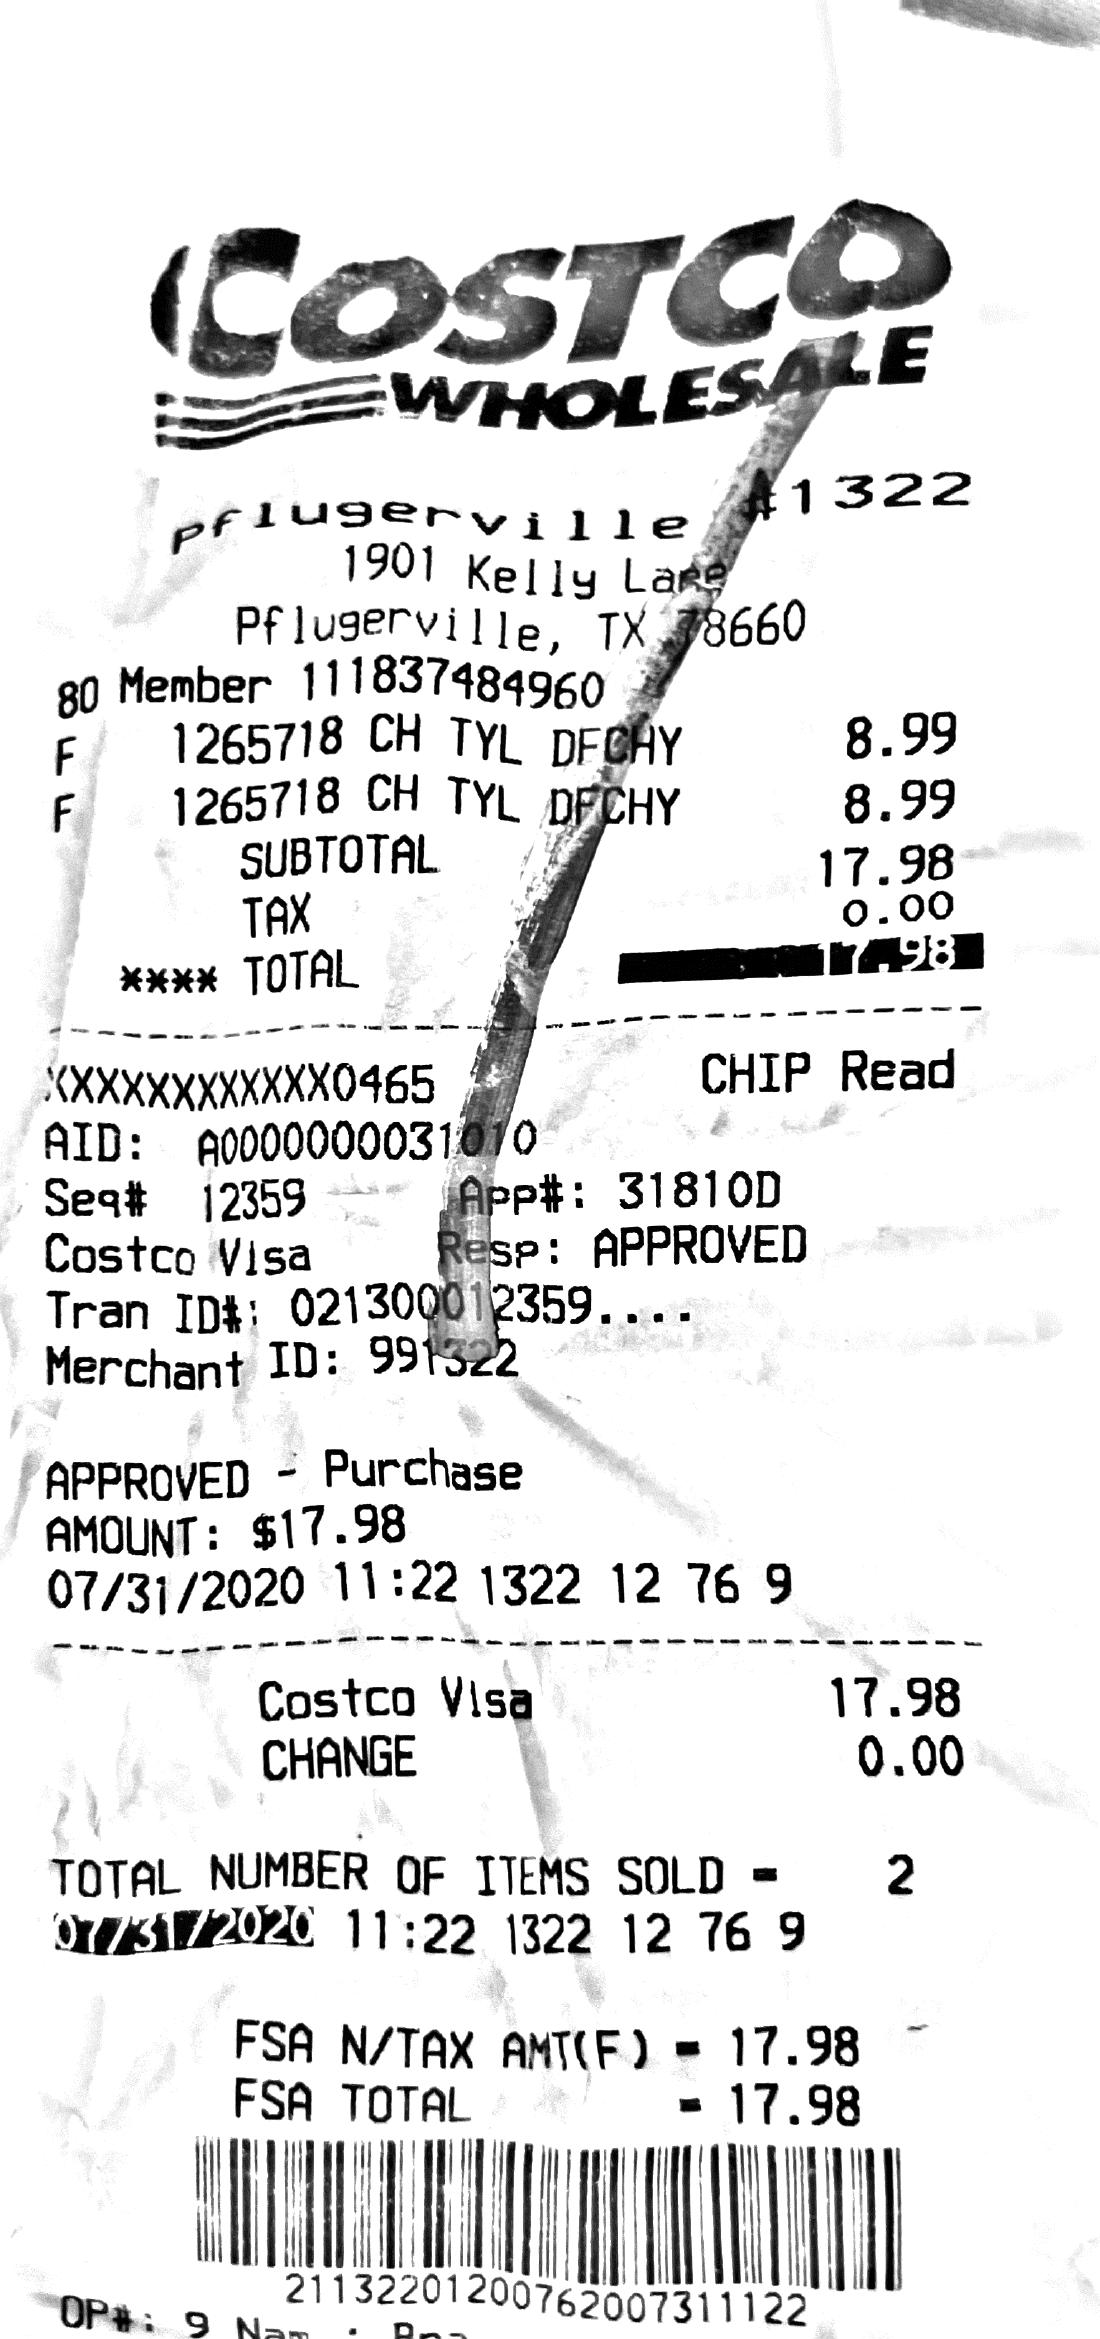 COSTCO
WHOLESALE
Pflugerville #1322
1901 Kelly Lane
Pflugerville, TX 78660
80 Member 111837484960
F 1265718 CH TYL DFCHY 8.99
F 1265718 CH TYL DFCHY 8.99
SUBTOTAL 17.98
TAX 0.00
**** TOTAL 17.98
XXXXXXXXXXXX0465 CHIP Read
AID: A0000000031010
Seq# 12359 App#: 31810D
Costco Visa Resp: APPROVED
Tran ID#: 021300012359....
Merchant ID: 991322
APPROVED - Purchase
AMOUNT: $17.98
07/31/2020 11:22 1322 12 76 9
Costco Visa 17.98
CHANGE 0.00
TOTAL NUMBER OF ITEMS SOLD = 2
07/31/2020 11:22 1322 12 76 9
FSA N/TAX AMT(F) = 17.98
FSA TOTAL = 17.98
21132201200762007311122
OP#: 9